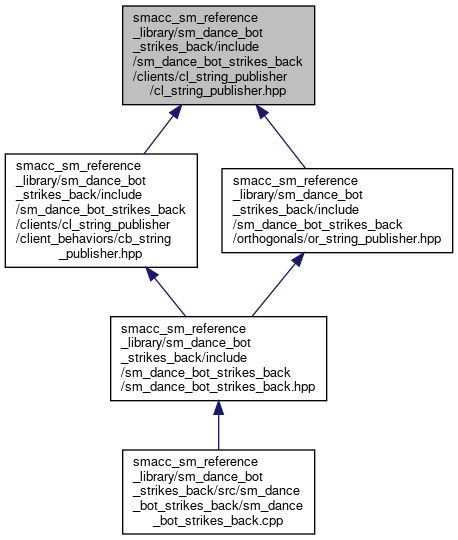 smacc_sm_reference
_library/sm_dance_bot
_strikes_back/include
/sm_dance_bot_strikes_back
/clients/cl_string_publisher
/cl_string_publisher.hpp
smacc_sm_reference
_library/sm_dance_bot
_strikes_back/include
/sm_dance_bot_strikes_back
/clients/cl_string_publisher
/client_behaviors/cb_string
_publisher.hpp
smacc_sm_reference
_library/sm_dance_bot
_strikes_back/include
/sm_dance_bot_strikes_back
/orthogonals/or_string_publisher.hpp
smacc_sm_reference
_library/sm_dance_bot
_strikes_back/include
/sm_dance_bot_strikes_back
/sm_dance_bot_strikes_back.hpp
smacc_sm_reference
_library/sm_dance_bot
_strikes_back/src/sm_dance
_bot_strikes_back/sm_dance
_bot_strikes_back.cpp